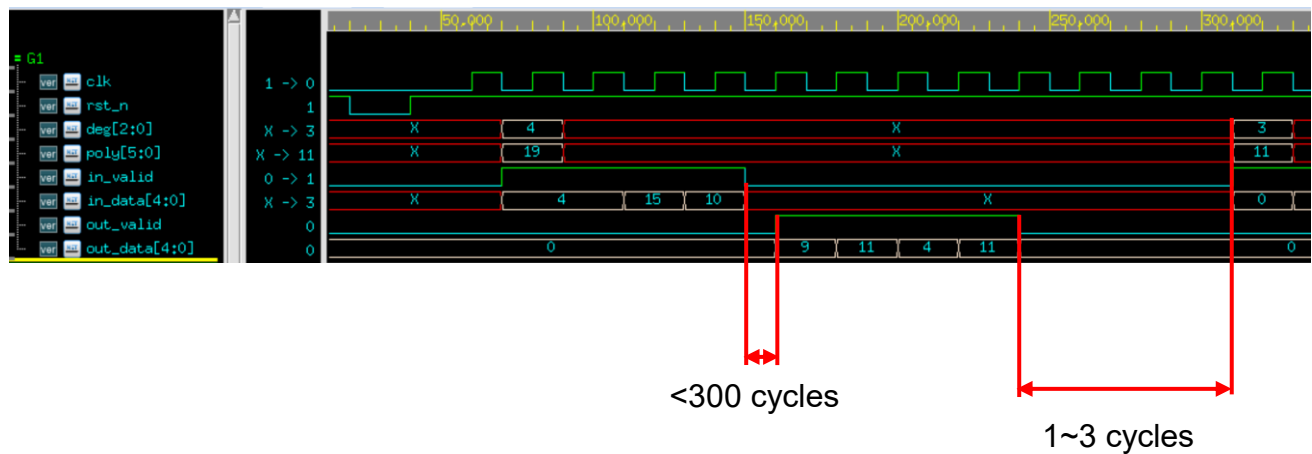 50,000 100,000 150,000 200,000 250,000 300,000
G1
ver clk 1 -> 0
ver rst_n 1
ver deg[2:0] X -> 3 X 4 X 3
ver poly[5:0] X -> 11 X 19 X 11
ver in_valid 0 -> 1
ver in_data[4:0] X -> 3 X 4 15 10 X 0
ver out_valid 0
ver out_data[4:0] 0 0 9 11 4 11 0
<300 cycles
1~3 cycles